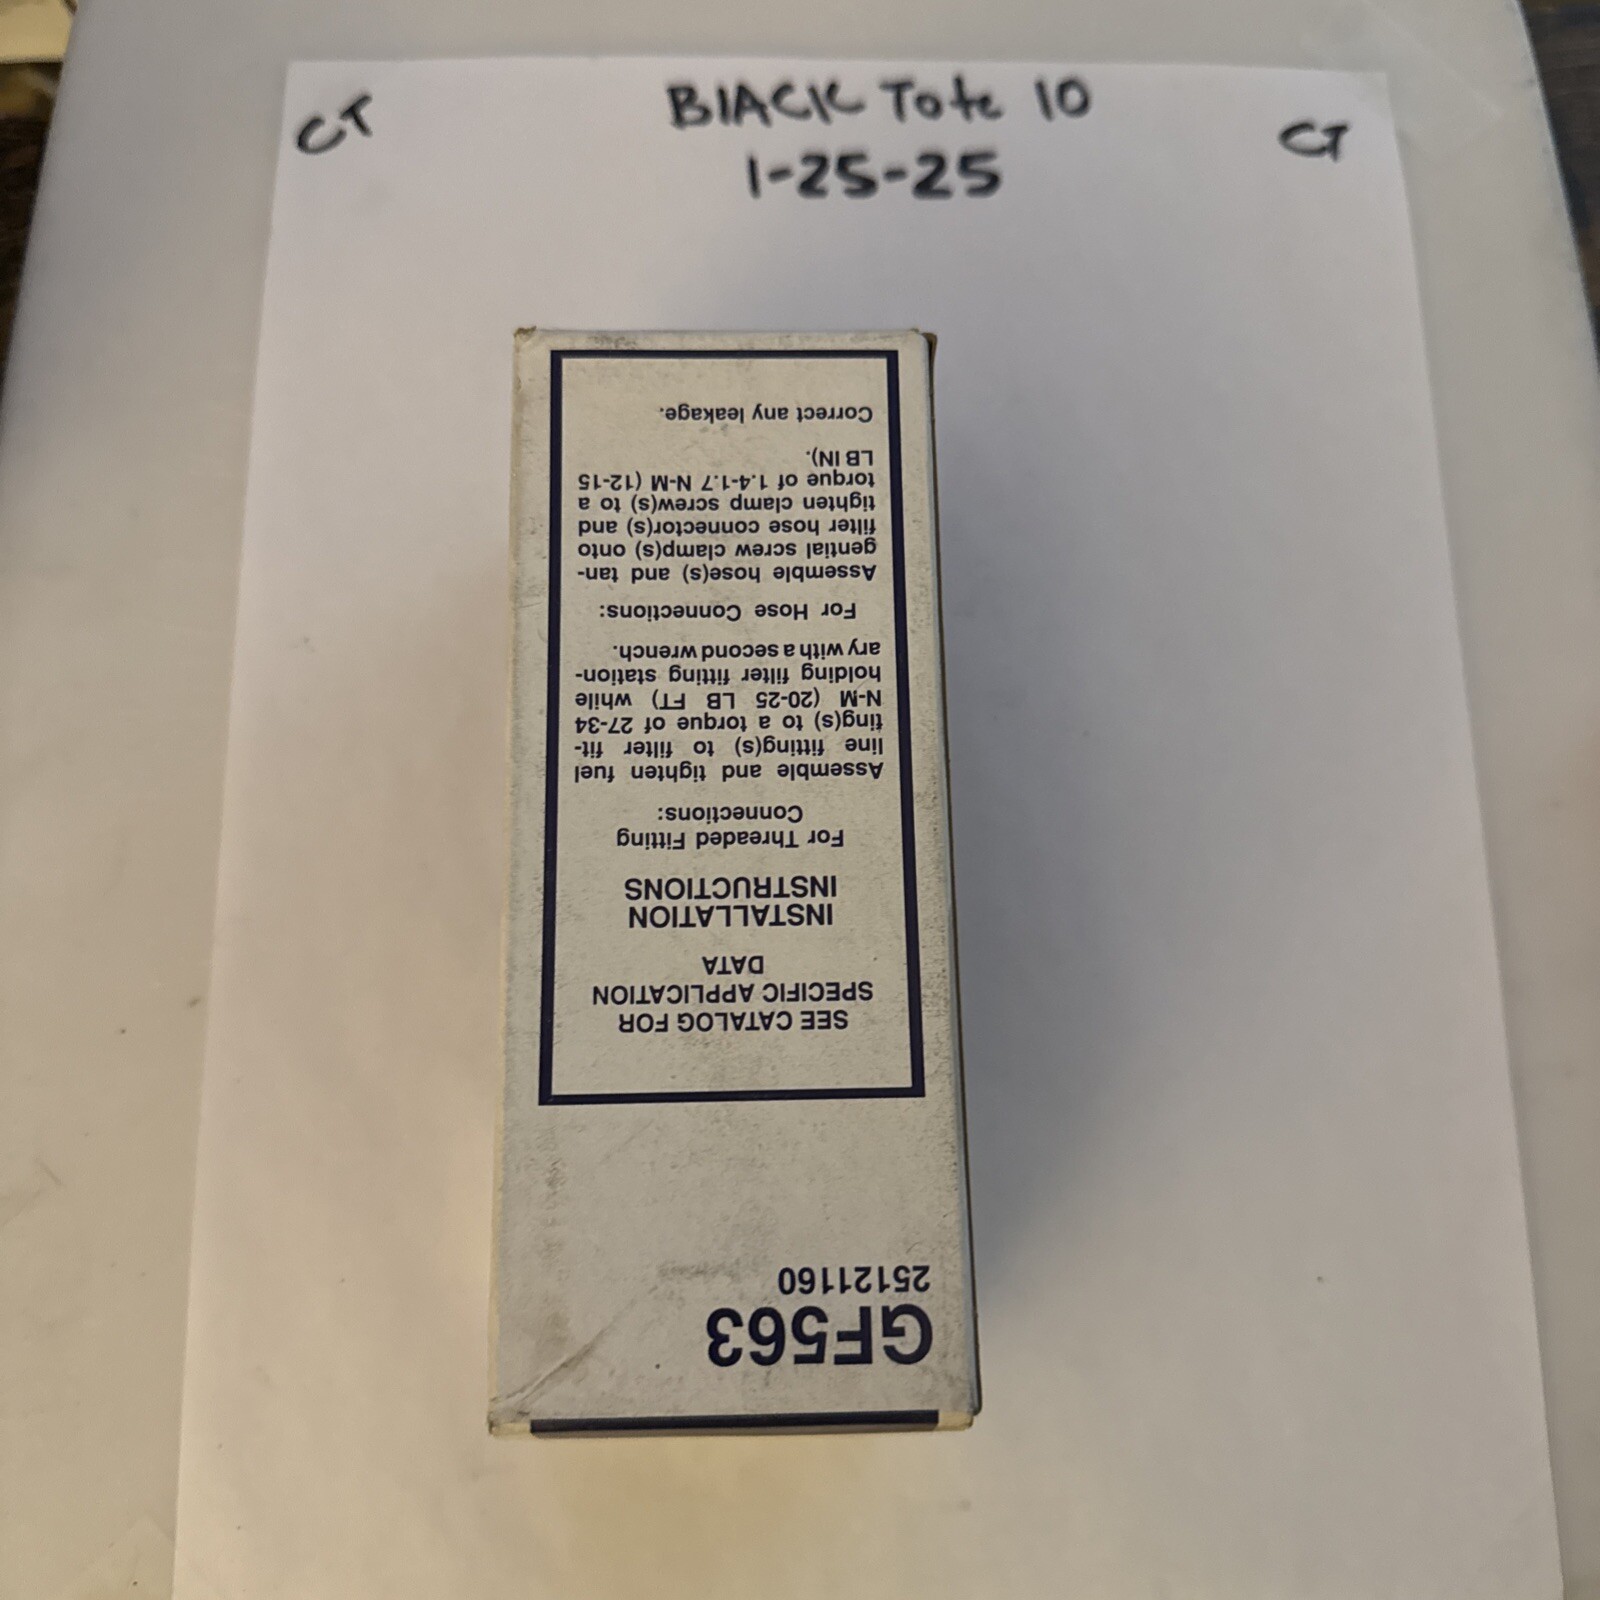 CT
BlACK Tote 10
CT
1-25-25
GF563
25121160
SEE CATALOG FOR
SPECIFIC APPLICATION
DATA
INSTALLATION
INSTRUCTIONS
For Threaded Fitting
Connections:
Assemble and tighten fuel
line fitting(s) to filter fit-
ting(s) to a torque of 27-34
N-M (20-25 LB FT) while
holding filter fitting station-
ary with a second wrench.
For Hose Connections:
Assemble hose(s) and tan-
gential screw clamp(s) onto
filter hose connector(s) and
tighten clamp screw(s) to a
torque of 1.4-1.7 N-M (12-15
LB IN).
Correct any leakage.